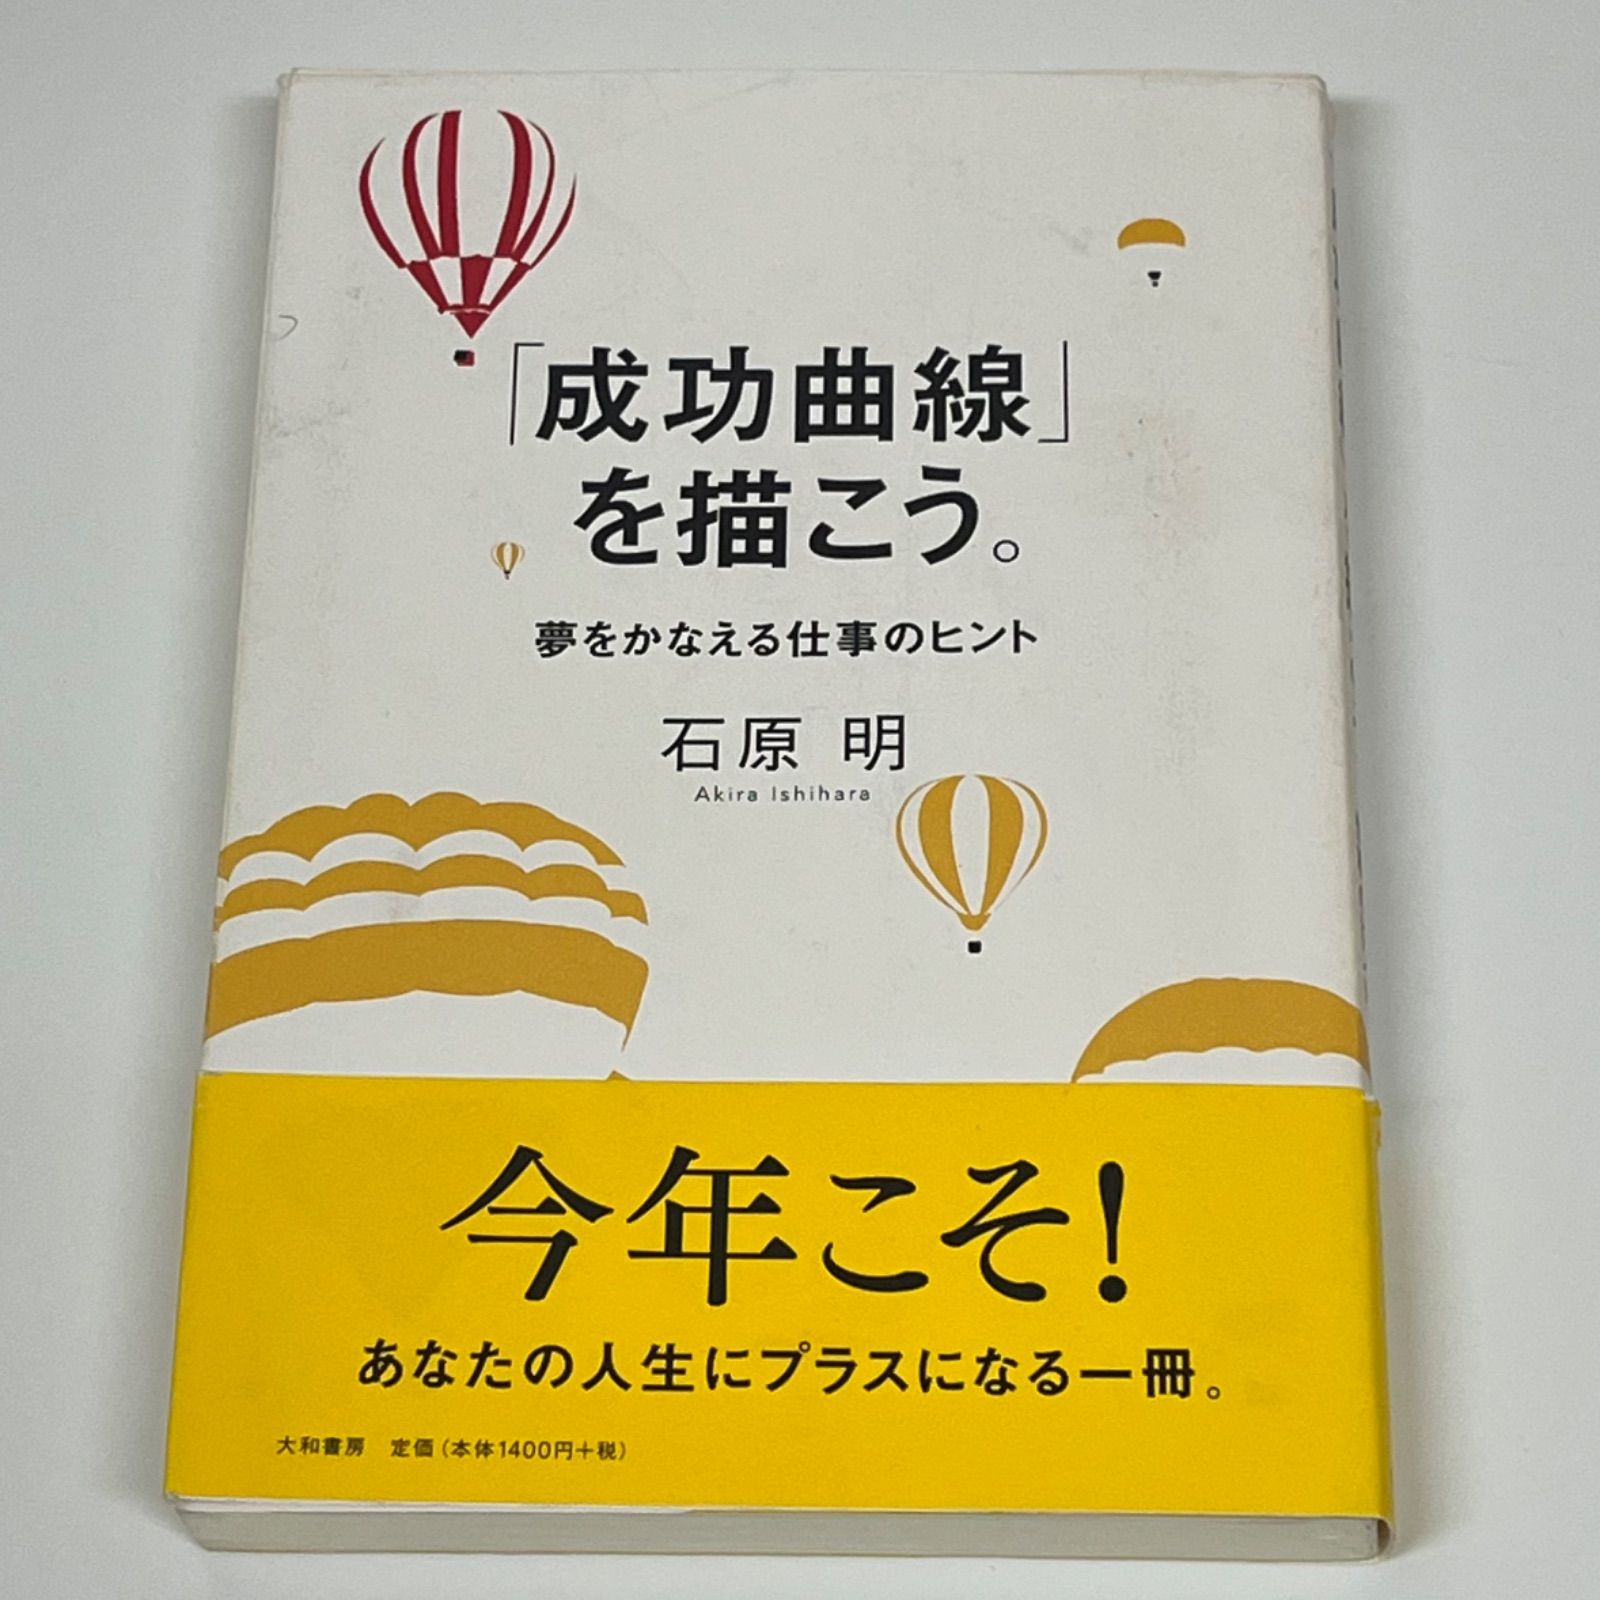 「成功曲線」
を描こう。
夢をかなえる仕事のヒント
石原 明
Akira Ishihara
今年こそ!
あなたの人生にプラスになる一冊。
大和書房 定価（本体1400円+税）